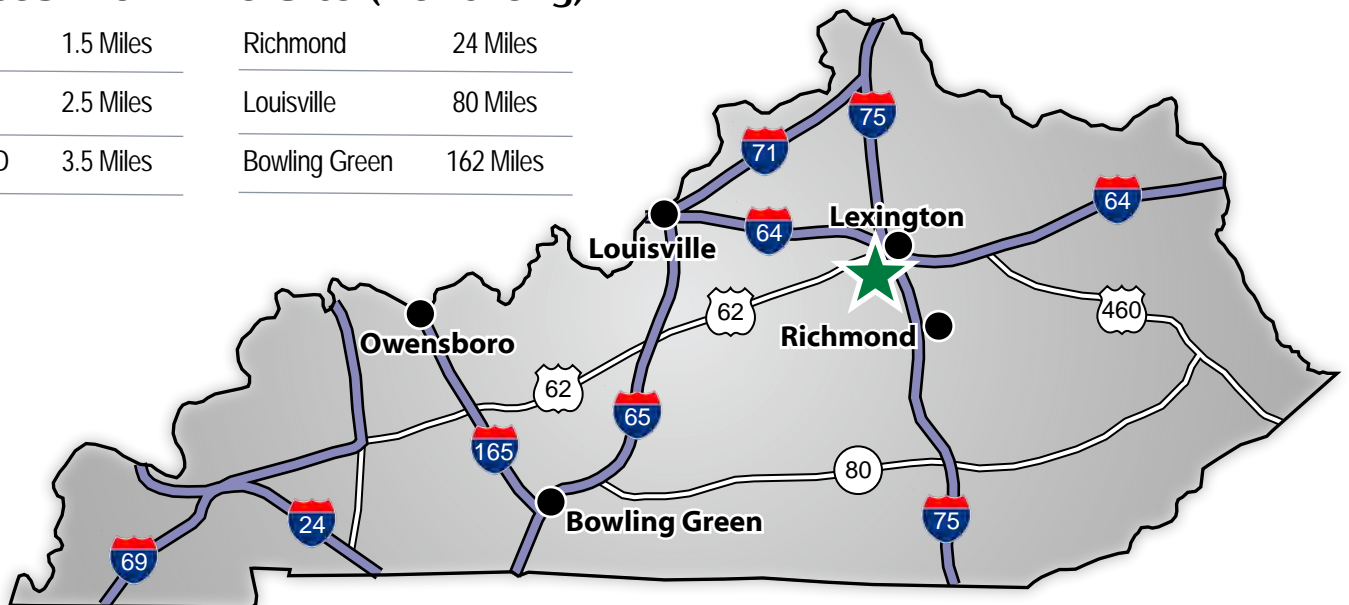 1.5 Miles
Richmond 24 Miles
2.5 Miles
Louisville 80 Miles
3.5 Miles
Bowling Green 162 Miles
75
71
64
Lexington
64
Louisville
62
460
Richmond
Owensboro
62
65
165
80
Bowling Green
75
24
69